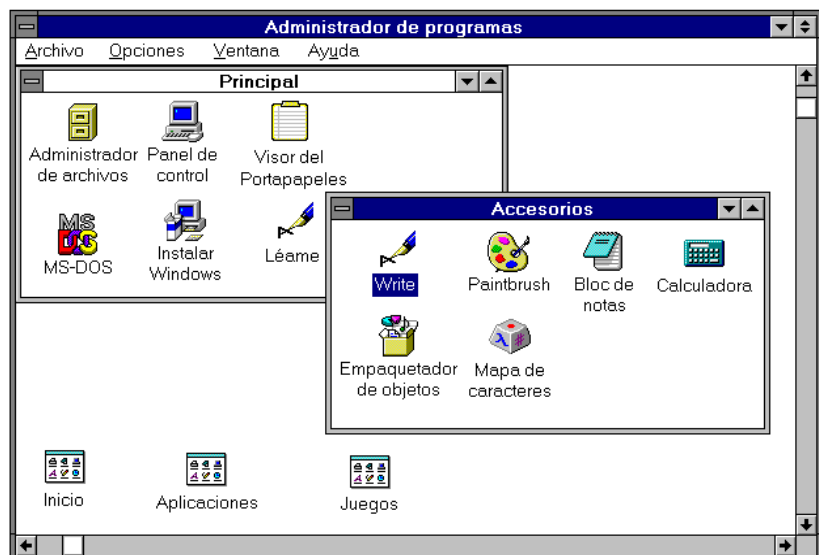 Administrador de programas
Archivo Opciones Ventana Ayuda
Principal
Administrador de archivos
Panel de control
Visor del Portapapeles
MS DOS
MS-DOS
Instalar Windows
Léame
Accesorios
Write
Paintbrush
Bloc de notas
Calculadora
Empaquetador de objetos
Mapa de caracteres
Inicio
Aplicaciones
Juegos